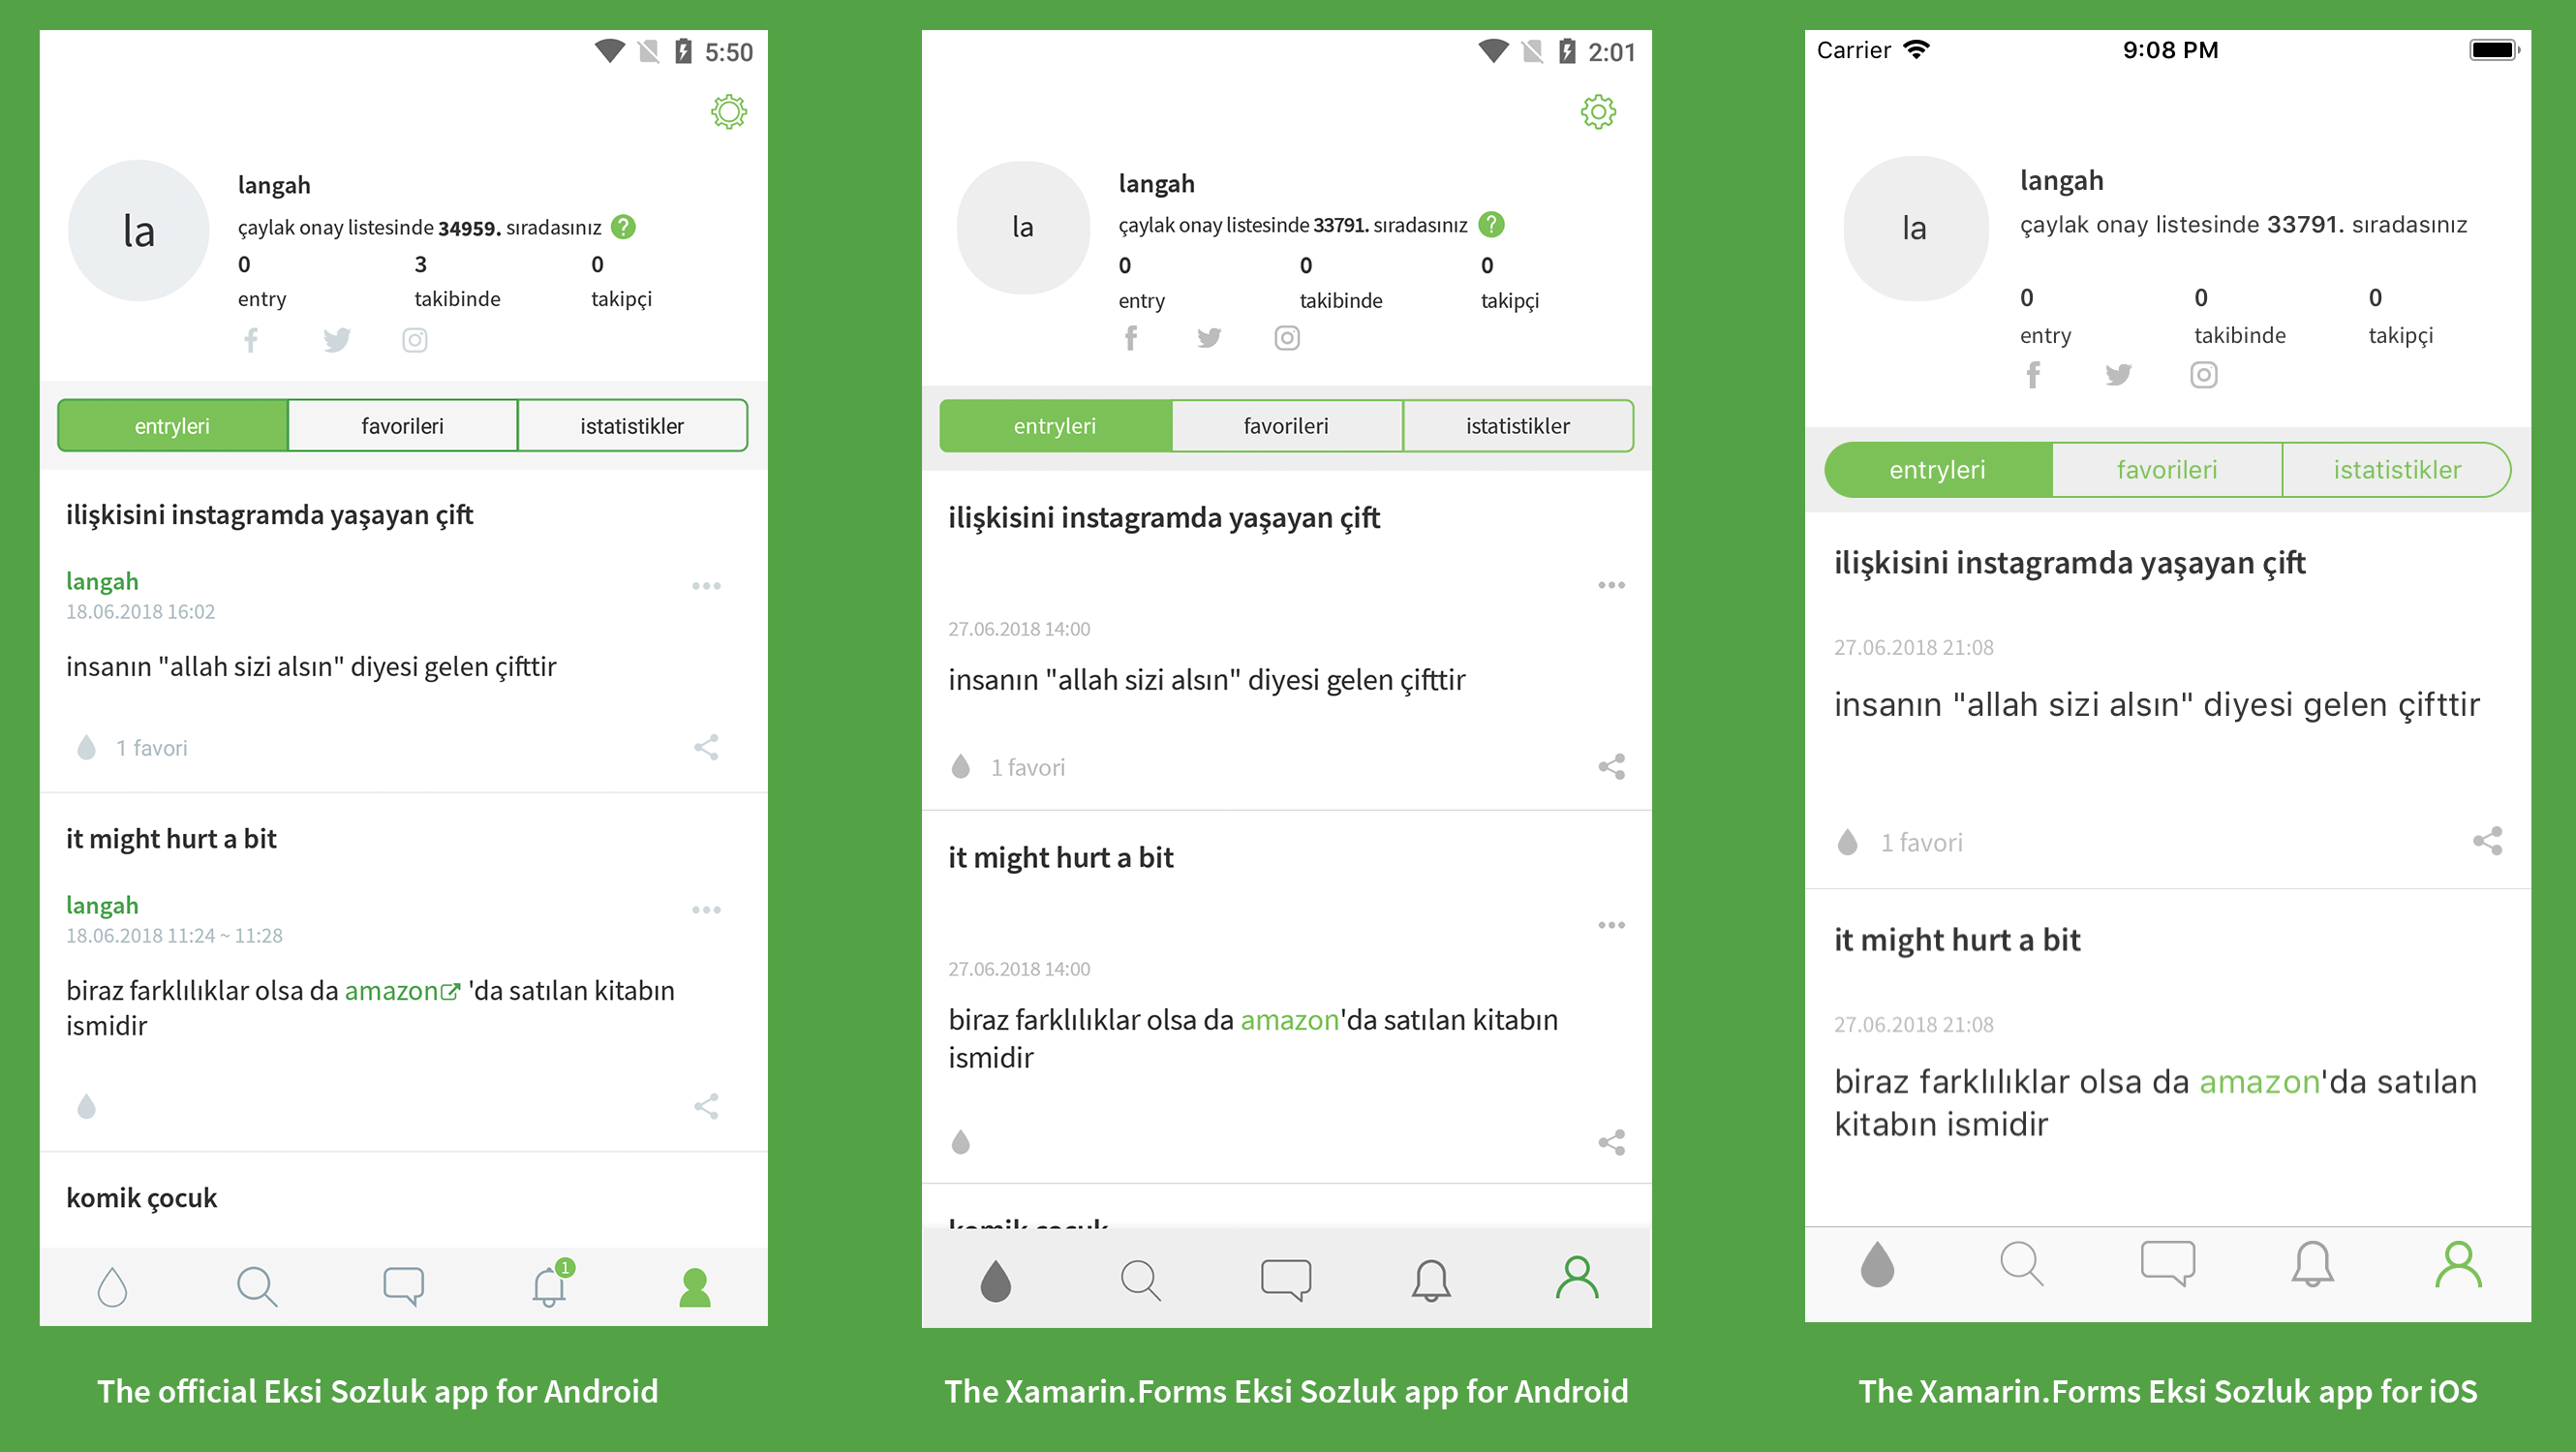 5:50
la
langah
çaylak onay listesinde 34959. sıradasınız ?
0 3 0
entry takibinde takipçi
entryleri favorileri istatistikler
ilişkisini instagramda yaşayan çift
langah
18.06.2018 16:02
insanın "allah sizi alsın" diyesi gelen çifttir
1 favori
it might hurt a bit
langah
18.06.2018 11:24 ~ 11:28
biraz farklılıklar olsa da amazon 'da satılan kitabın
ismidir
komik çocuk
1
The official Eksi Sozluk app for Android
2:01
la
langah
çaylak onay listesinde 33791. sıradasınız ?
0 0 0
entry takibinde takipçi
entryleri favorileri istatistikler
ilişkisini instagramda yaşayan çift
27.06.2018 14:00
insanın "allah sizi alsın" diyesi gelen çifttir
1 favori
it might hurt a bit
27.06.2018 14:00
biraz farklılıklar olsa da amazon'da satılan kitabın
ismidir
komik çocuk
The Xamarin.Forms Eksi Sozluk app for Android
Carrier 9:08 PM
la
langah
çaylak onay listesinde 33791. sıradasınız
0 0 0
entry takibinde takipçi
entryleri favorileri istatistikler
ilişkisini instagramda yaşayan çift
27.06.2018 21:08
insanın "allah sizi alsın" diyesi gelen çifttir
1 favori
it might hurt a bit
27.06.2018 21:08
biraz farklılıklar olsa da amazon'da satılan
kitabın ismidir
The Xamarin.Forms Eksi Sozluk app for iOS